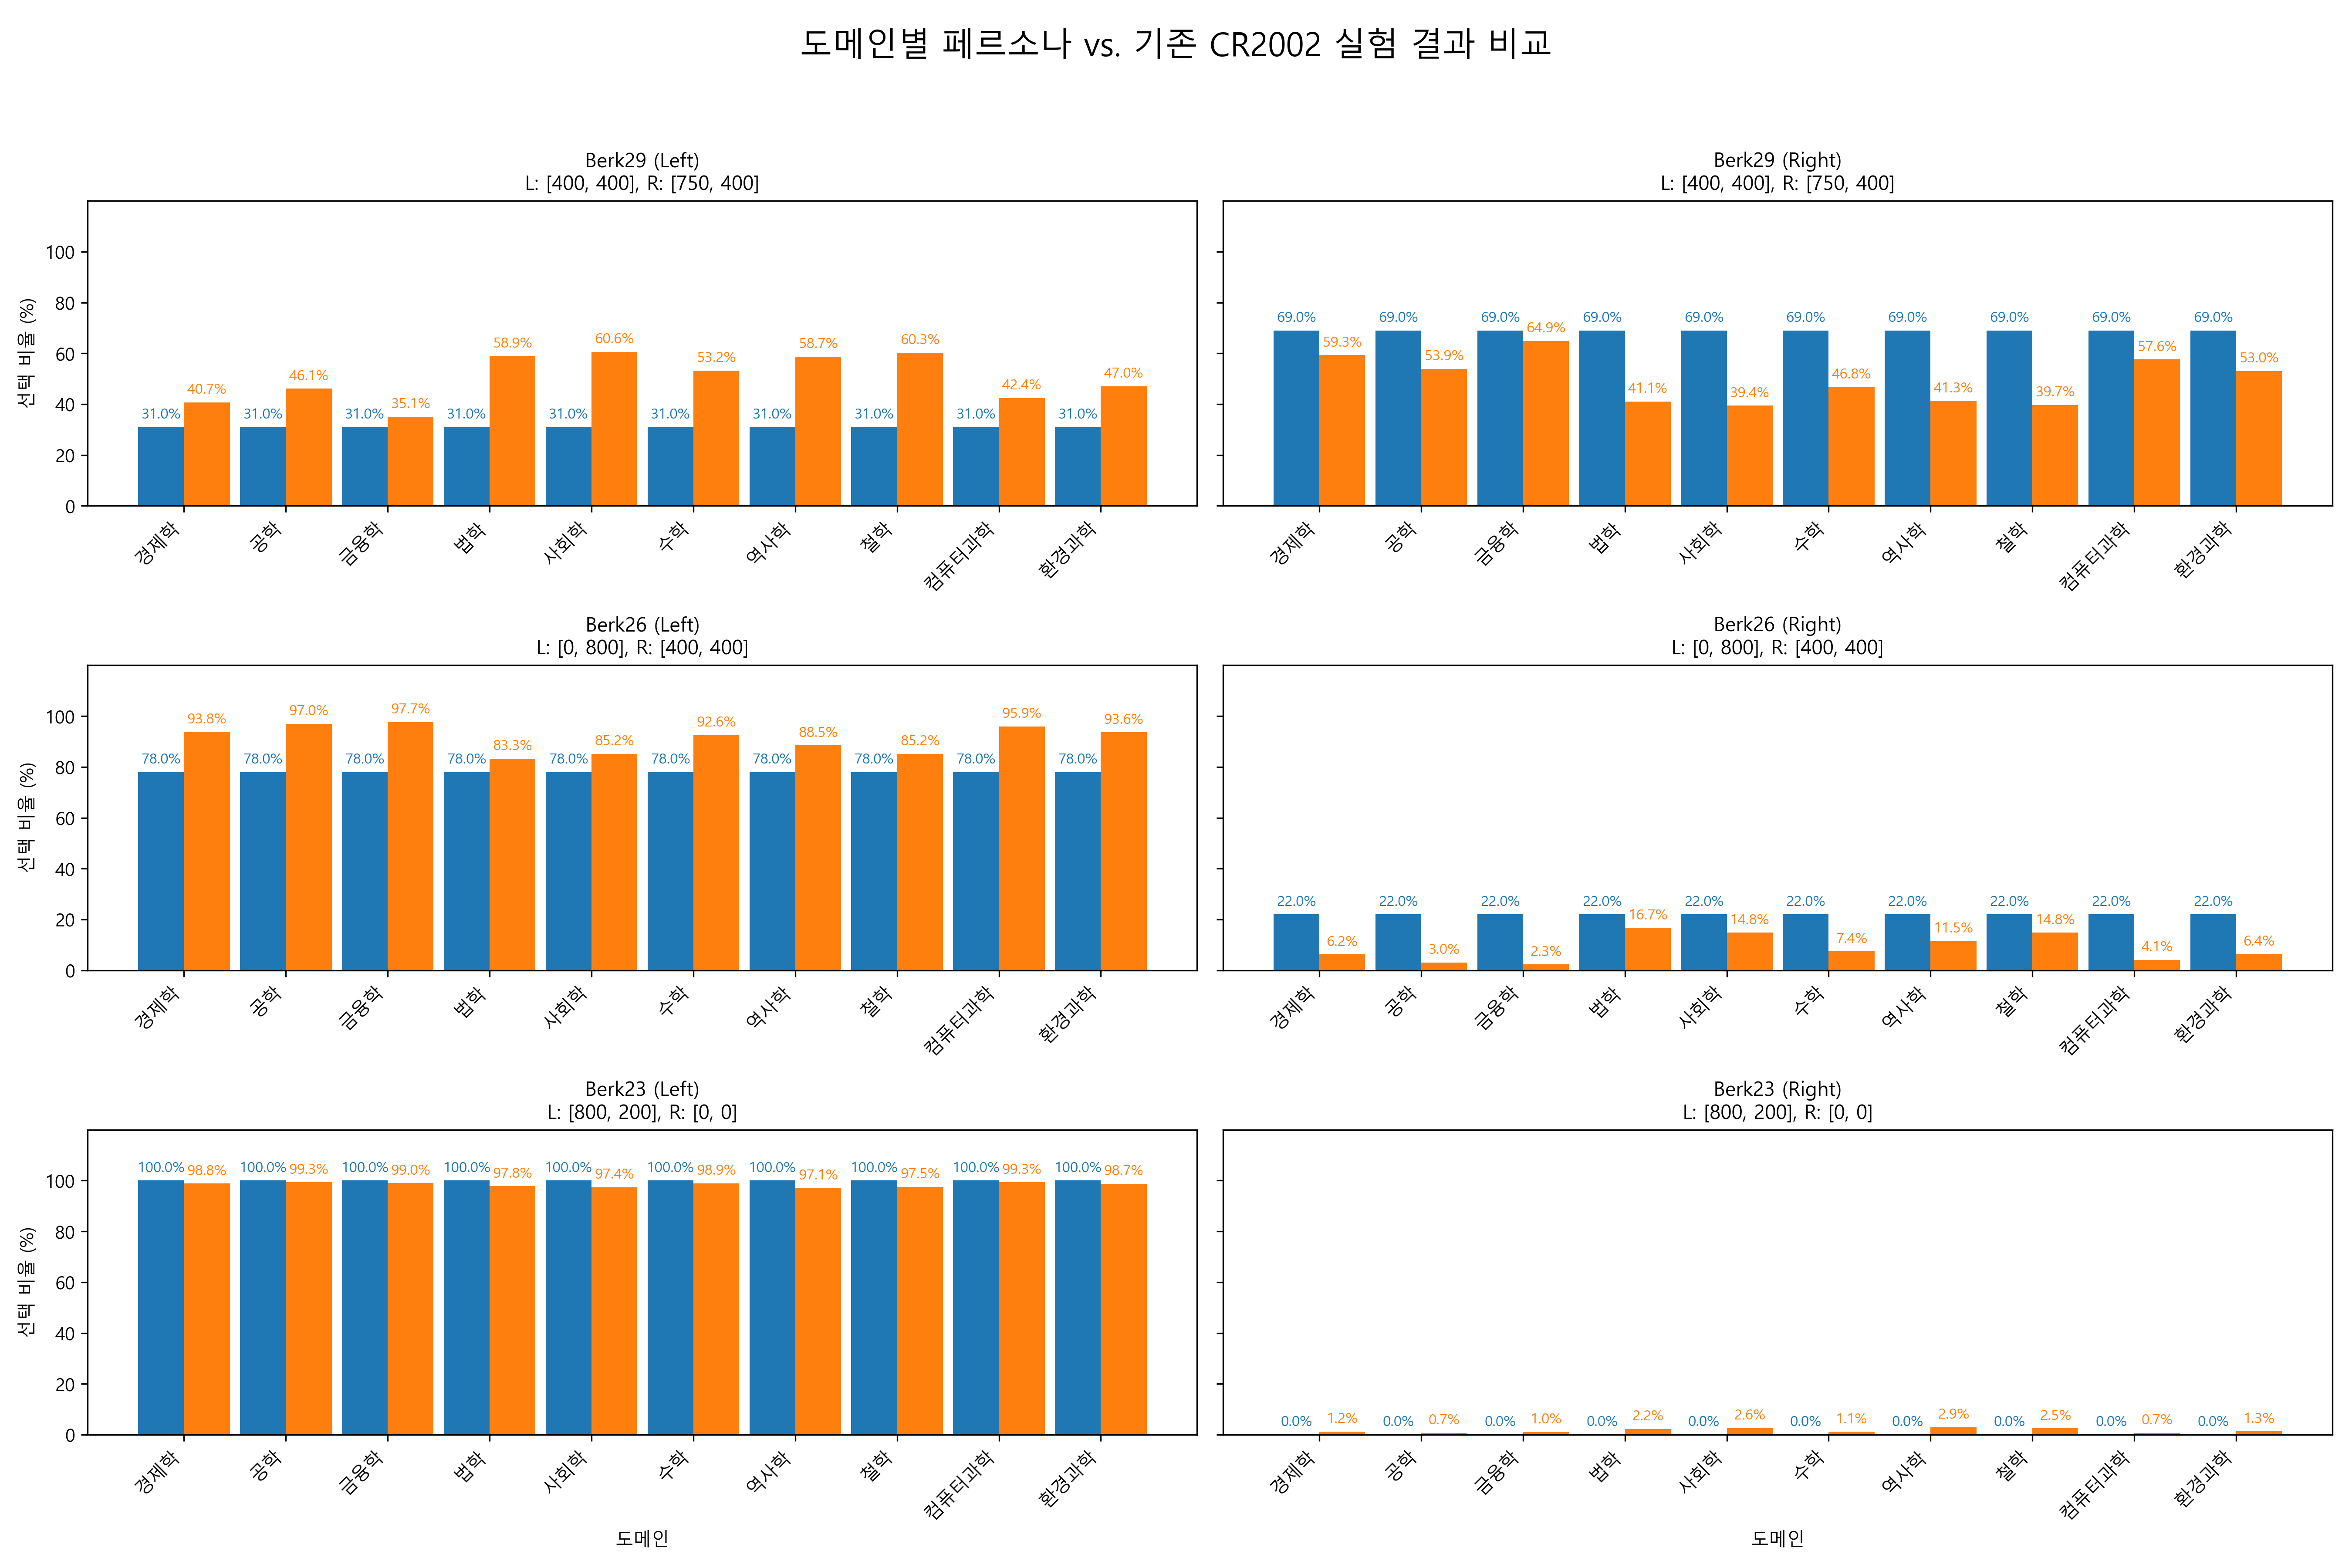 도메인별 페르소나 vs. 기존 CR2002 실험 결과 비교
Berk29 (Left)
L: [400, 400], R: [750, 400]
선택 비율 (%)
100
80
60
40
20
0
31.0% 40.7% 31.0% 46.1% 31.0% 35.1% 31.0% 58.9% 31.0% 60.6% 31.0% 53.2% 31.0% 58.7% 31.0% 60.3% 31.0% 42.4% 31.0% 47.0%
경제학 공학 금융학 법학 사회학 수학 역사학 철학 컴퓨터과학 환경과학
Berk29 (Right)
L: [400, 400], R: [750, 400]
69.0% 59.3% 69.0% 53.9% 69.0% 64.9% 69.0% 41.1% 69.0% 39.4% 69.0% 46.8% 69.0% 41.3% 69.0% 39.7% 69.0% 57.6% 69.0% 53.0%
경제학 공학 금융학 법학 사회학 수학 역사학 철학 컴퓨터과학 환경과학
Berk26 (Left)
L: [0, 800], R: [400, 400]
선택 비율 (%)
100
80
60
40
20
0
78.0% 93.8% 78.0% 97.0% 78.0% 97.7% 78.0% 83.3% 78.0% 85.2% 78.0% 92.6% 78.0% 88.5% 78.0% 85.2% 78.0% 95.9% 78.0% 93.6%
경제학 공학 금융학 법학 사회학 수학 역사학 철학 컴퓨터과학 환경과학
Berk26 (Right)
L: [0, 800], R: [400, 400]
22.0% 6.2% 22.0% 3.0% 22.0% 2.3% 22.0% 16.7% 22.0% 14.8% 22.0% 7.4% 22.0% 11.5% 22.0% 14.8% 22.0% 4.1% 22.0% 6.4%
경제학 공학 금융학 법학 사회학 수학 역사학 철학 컴퓨터과학 환경과학
Berk23 (Left)
L: [800, 200], R: [0, 0]
선택 비율 (%)
100
80
60
40
20
0
100.0% 98.8% 100.0% 99.3% 100.0% 99.0% 100.0% 97.8% 100.0% 97.4% 100.0% 98.9% 100.0% 97.1% 100.0% 97.5% 100.0% 99.3% 100.0% 98.7%
경제학 공학 금융학 법학 사회학 수학 역사학 철학 컴퓨터과학 환경과학
도메인
Berk23 (Right)
L: [800, 200], R: [0, 0]
0.0% 1.2% 0.0% 0.7% 0.0% 1.0% 0.0% 2.2% 0.0% 2.6% 0.0% 1.1% 0.0% 2.9% 0.0% 2.5% 0.0% 0.7% 0.0% 1.3%
경제학 공학 금융학 법학 사회학 수학 역사학 철학 컴퓨터과학 환경과학
도메인